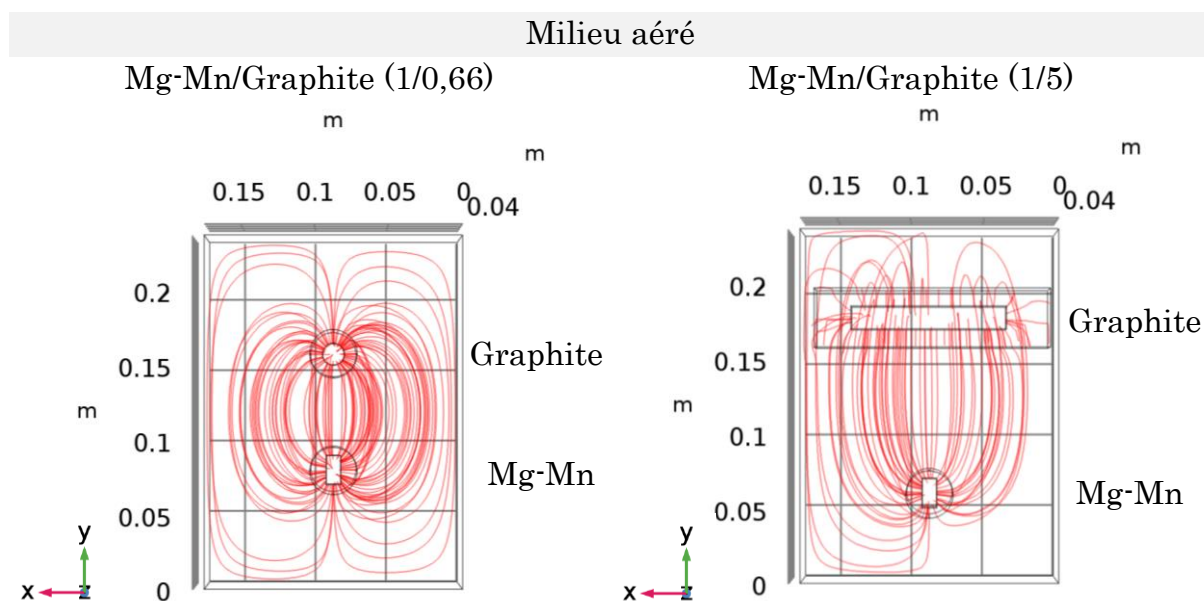 Milieu aéré
Mg-Mn/Graphite (1/0,66)
m
m
0.15 0.1 0.05 0
0.04
0.2
Graphite
0.15
m
0.1
Mg-Mn
0.05
y
x z 0
Mg-Mn/Graphite (1/5)
m
m
0.15 0.1 0.05 0
0.04
0.2
Graphite
0.15
m
0.1
Mg-Mn
0.05
y
x z 0